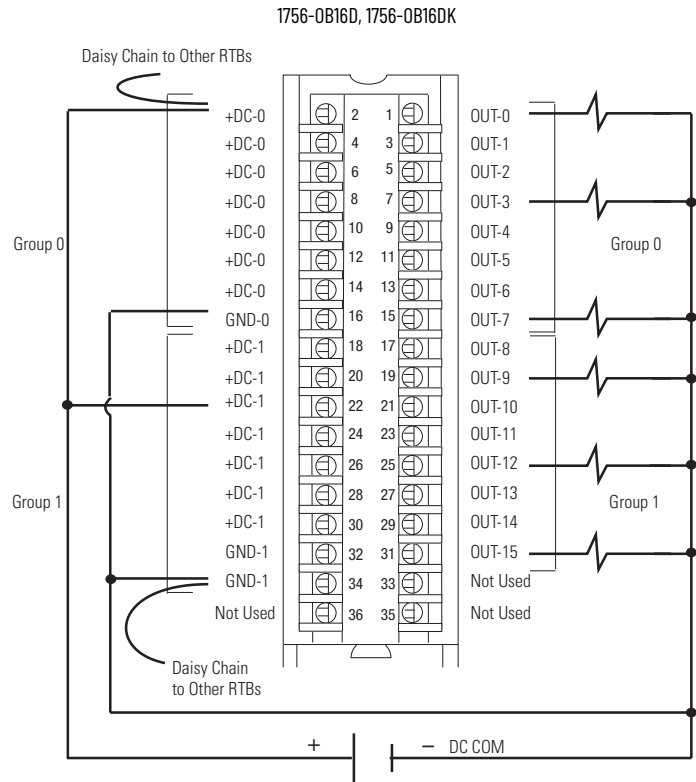 1756-OB16D, 1756-OB16DK
Daisy Chain to Other RTBs
+DC-0 2 1 OUT-0
+DC-0 4 3 OUT-1
+DC-0 6 5 OUT-2
+DC-0 8 7 OUT-3
+DC-0 10 9 OUT-4
Group 0 Group 0
+DC-0 12 11 OUT-5
+DC-0 14 13 OUT-6
GND-0 16 15 OUT-7
+DC-1 18 17 OUT-8
+DC-1 20 19 OUT-9
+DC-1 22 21 OUT-10
+DC-1 24 23 OUT-11
+DC-1 26 25 OUT-12
+DC-1 28 27 OUT-13
Group 1 Group 1
+DC-1 30 29 OUT-14
GND-1 32 31 OUT-15
GND-1 34 33 Not Used
Not Used 36 35 Not Used
Daisy Chain
to Other RTBs
+ – DC COM